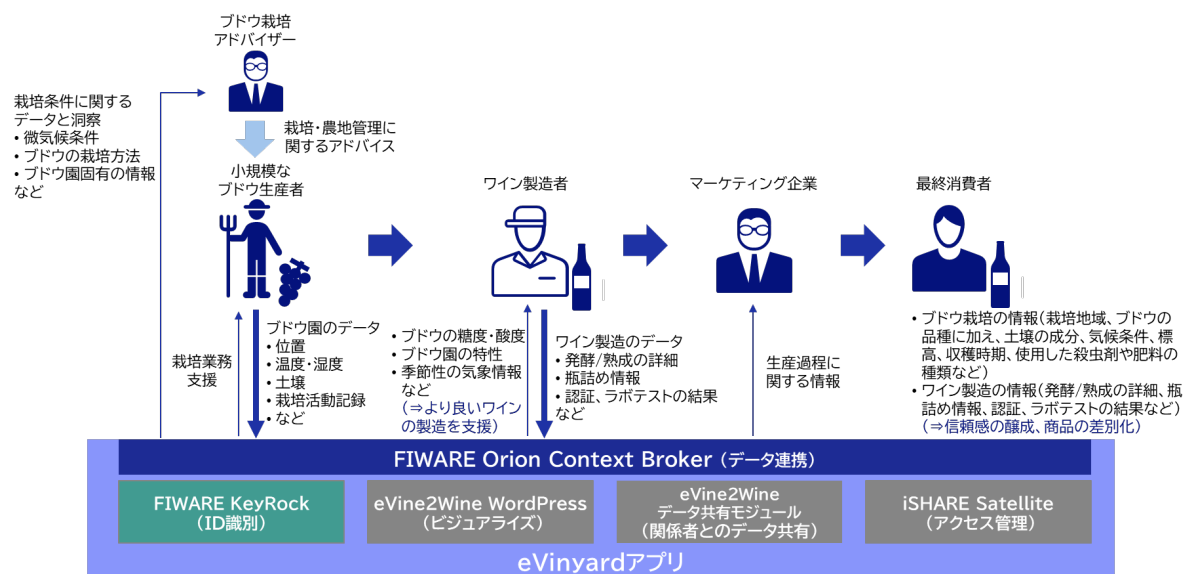 ブドウ栽培
アドバイザー
栽培条件に関する
データと洞察
• 微気候条件
• ブドウの栽培方法
• ブドウ園固有の情報
など
栽培・農地管理に
関するアドバイス
小規模な
ブドウ生産者
ワイン製造者
マーケティング企業
最終消費者
栽培業務
支援
ブドウ園のデータ
• 位置
• 温度・湿度
• 土壌
• 栽培活動記録
• など
• ブドウの糖度・酸度
• ブドウ園の特性
• 季節性の気象情報
など
(⇒より良いワイン
の製造を支援)
ワイン製造のデータ
• 発酵/熟成の詳細
• 瓶詰め情報
• 認証、ラボテストの結果
など
生産過程に
関する情報
• ブドウ栽培の情報(栽培地域、ブドウの
品種に加え、土壌の成分、気候条件、標
高、収穫時期、使用した殺虫剤や肥料の
種類など)
• ワイン製造の情報(発酵/熟成の詳細、瓶
詰め情報、認証、ラボテストの結果など)
(⇒信頼感の醸成、商品の差別化)
FIWARE Orion Context Broker (データ連携)
FIWARE KeyRock
(ID識別)
eVine2Wine WordPress
(ビジュアライズ)
eVine2Wine
データ共有モジュール
(関係者とのデータ共有)
iSHARE Satellite
(アクセス管理)
eVinyardアプリ